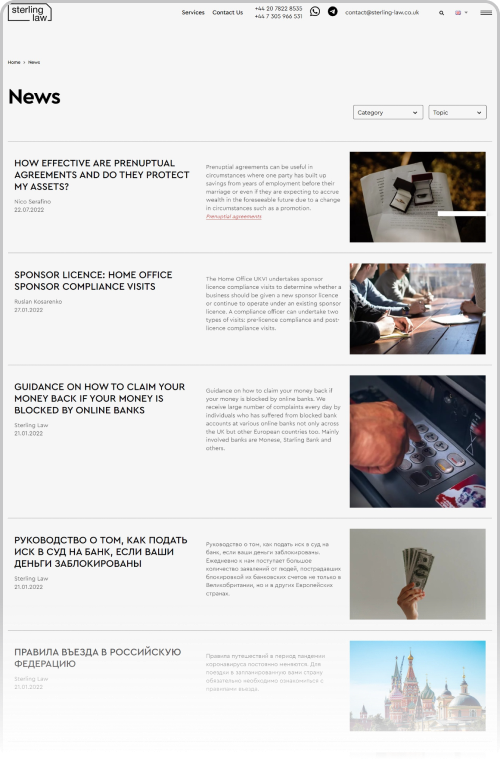 sterling
law
Services Contact Us
+44 20 7822 8535
+44 7 305 966 531
contact@sterling-law.co.uk
Home > News
News
Category
Topic
HOW EFFECTIVE ARE PRENUPTUAL
AGREEMENTS AND DO THEY PROTECT
MY ASSETS?
Nico Serafino
22.07.2022
Prenuptial agreements can be useful in
circumstances where one party has built up
savings from years of employment before their
marriage or even if they are expecting to accrue
wealth in the foreseeable future due to a change
in circumstances such as a promotion.
Prenuptial agreements
SPONSOR LICENCE: HOME OFFICE
SPONSOR COMPLIANCE VISITS
Ruslan Kosarenko
27.01.2022
The Home Office UKVI undertakes sponsor
licence compliance visits to determine whether a
business should be given a new sponsor licence
or continue to operate under an existing sponsor
licence. A compliance officer can undertake two
types of visits: pre-licence compliance and post-
licence compliance visits.
GUIDANCE ON HOW TO CLAIM YOUR
MONEY BACK IF YOUR MONEY IS
BLOCKED BY ONLINE BANKS
Sterling Law
21.01.2022
Guidance on how to claim your money back if
your money is blocked by online banks. We
receive large number of complaints every day by
individuals who has suffered from blocked bank
accounts at various online banks not only across
the UK but other European countries too. Mainly
involved banks are Monese, Starling Bank and
others.
РУКОВОДСТВО О ТОМ, КАК ПОДАТЬ
ИСК В СУД НА БАНК, ЕСЛИ ВАШИ
ДЕНЬГИ ЗАБЛОКИРОВАНЫ
Sterling Law
21.01.2022
Руководство о том, как подать иск в суд на
банк, если ваши деньги заблокированы.
Ежедневно к нам поступает большое
количество заявлений от людей, пострадавших
блокировкой из банковских счетов не только в
Великобритании, но и в других Европейских
странах.
ПРАВИЛА ВЪЕЗДА В РОССИЙСКУЮ
ФЕДЕРАЦИЮ
Sterling Law
21.01.2022
Правила путешествий в период пандемии
коронавируса постоянно меняются. Для
поездки в запланированную вами страну
обязательно необходимо ознакомиться с
правилами въезда.